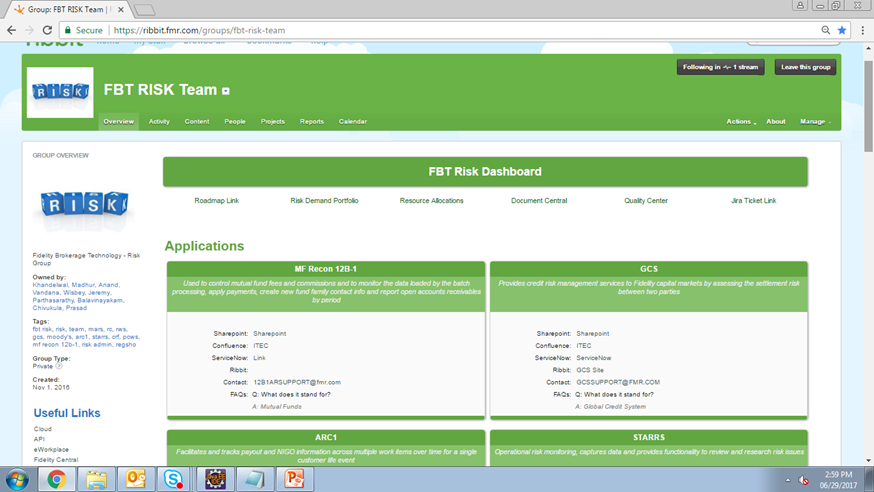 Group: FBT RISK Team |
Secure
https://ribbit.fmr.com/groups/fbt-risk-team
RISK
FBT RISK Team
Following in 1 stream
Leave this group
Overview
Activity
Content
People
Projects
Reports
Calendar
Actions
About
Manage
GROUP OVERVIEW
RISK
Fidelity Brokerage Technology - Risk
Group
Owned by:
Khandelwal, Madhur, Anand,
Vandana, Wisbey, Jeremy,
Parthasarathy, Balavinayakam,
Chivukula, Prasad
Tags:
fbt risk, risk, team, mars, rc, rws,
gcs, moody's, arc1, starrs, orf, pows,
mf recon 12b-1, risk admin, regsho
Group Type:
Private
Created:
Nov 1, 2016
Useful Links
Cloud
API
eWorkplace
Fidelity Central
FBT Risk Dashboard
Roadmap Link
Risk Demand Portfolio
Resource Allocations
Document Central
Quality Center
Jira Ticket Link
Applications
MF Recon 12B-1
Used to control mutual fund fees and commissions and to monitor the data loaded by the batch
processing, apply payments, create new fund family contact info and report open accounts receivables
by period
Sharepoint: Sharepoint
Confluence: ITEC
ServiceNow: Link
Ribbit:
Contact: 12B1ARSUPPORT@fmr.com
FAQs: Q: What does it stand for?
A: Mutual Funds
GCS
Provides credit risk management services to Fidelity capital markets by assessing the settlement risk
between two parties
Sharepoint: Sharepoint
Confluence: ITEC
ServiceNow: ServiceNow
Ribbit: GCS Site
Contact: GCSSUPPORT@FMR.COM
FAQs: Q: What does it stand for?
A: Global Credit System
ARC1
Facilitates and tracks payout and NIGO information across multiple work items over time for a single
customer life event
STARRS
Operational risk monitoring, captures data and provides functionality to review and research risk issues
2:59 PM
06/29/2017